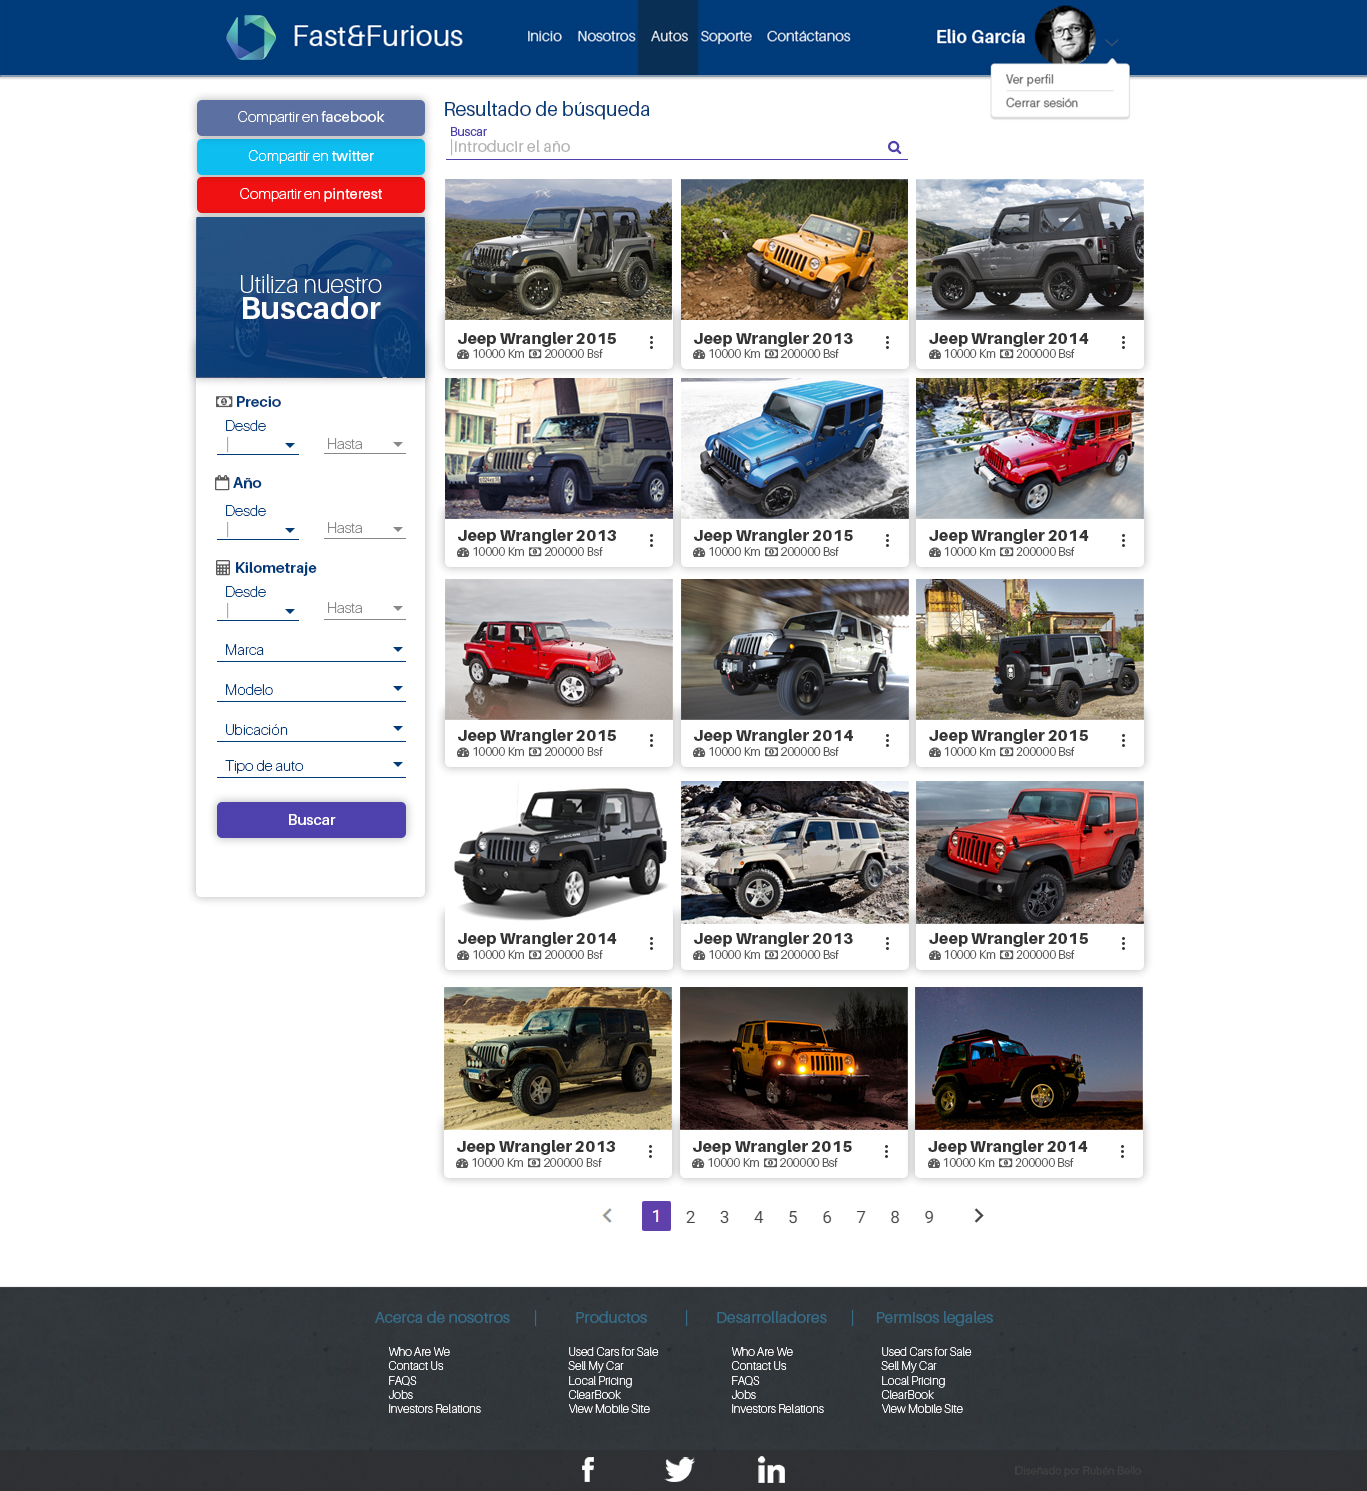 Fast&Furious
Inicio Nosotros Autos Soporte Contáctanos
Elio García
Ver perfil
Cerrar sesión
Compartir en facebook
Compartir en twitter
Compartir en pinterest
Utiliza nuestro
Buscador
Precio
Desde
Hasta
Año
Desde
Hasta
Kilometraje
Desde
Hasta
Marca
Modelo
Ubicación
Tipo de auto
Buscar
Resultado de búsqueda
Buscar
Introducir el año
Jeep Wrangler 2015
10000 Km 200000 Bsf
Jeep Wrangler 2013
10000 Km 200000 Bsf
Jeep Wrangler 2014
10000 Km 200000 Bsf
Jeep Wrangler 2013
10000 Km 200000 Bsf
Jeep Wrangler 2015
10000 Km 200000 Bsf
Jeep Wrangler 2014
10000 Km 200000 Bsf
Jeep Wrangler 2015
10000 Km 200000 Bsf
Jeep Wrangler 2014
10000 Km 200000 Bsf
Jeep Wrangler 2015
10000 Km 200000 Bsf
Jeep Wrangler 2014
10000 Km 200000 Bsf
Jeep Wrangler 2013
10000 Km 200000 Bsf
Jeep Wrangler 2015
10000 Km 200000 Bsf
Jeep Wrangler 2013
10000 Km 200000 Bsf
Jeep Wrangler 2015
10000 Km 200000 Bsf
Jeep Wrangler 2014
10000 Km 200000 Bsf
1 2 3 4 5 6 7 8 9
Acerca de nosotros
Who Are We
Contact Us
FAQS
Jobs
Investors Relations
Productos
Used Cars for Sale
Sell My Car
Local Pricing
ClearBook
View Mobile Site
Desarrolladores
Who Are We
Contact Us
FAQS
Jobs
Investors Relations
Permisos legales
Used Cars for Sale
Sell My Car
Local Pricing
ClearBook
View Mobile Site
Diseñado por Rubén Bello